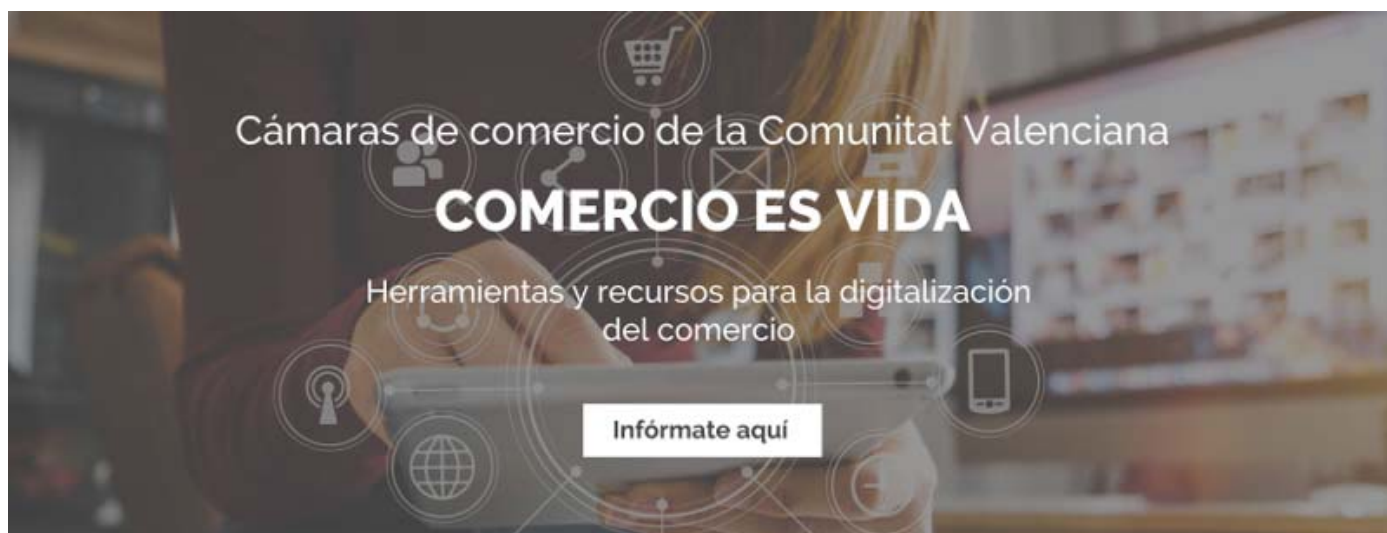 Cámaras de comercio de la Comunitat Valenciana
COMERCIO ES VIDA
Herramientas y recursos para la digitalización
del comercio
Infórmate aquí